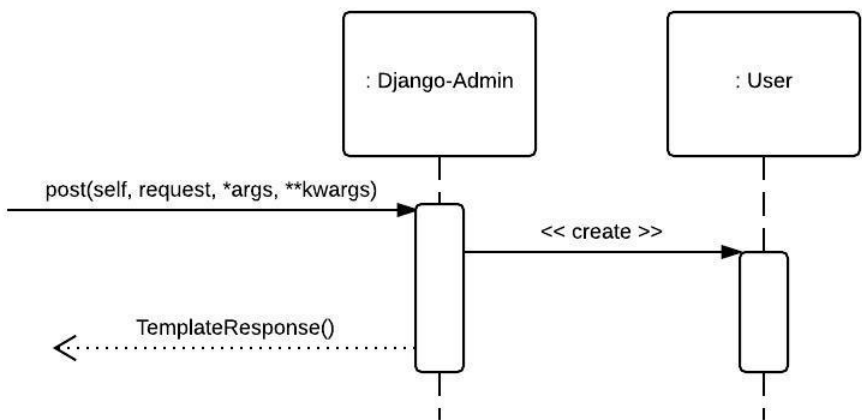 : Django-Admin
: User
post(self, request, *args, **kwargs)
<< create >>
TemplateResponse()